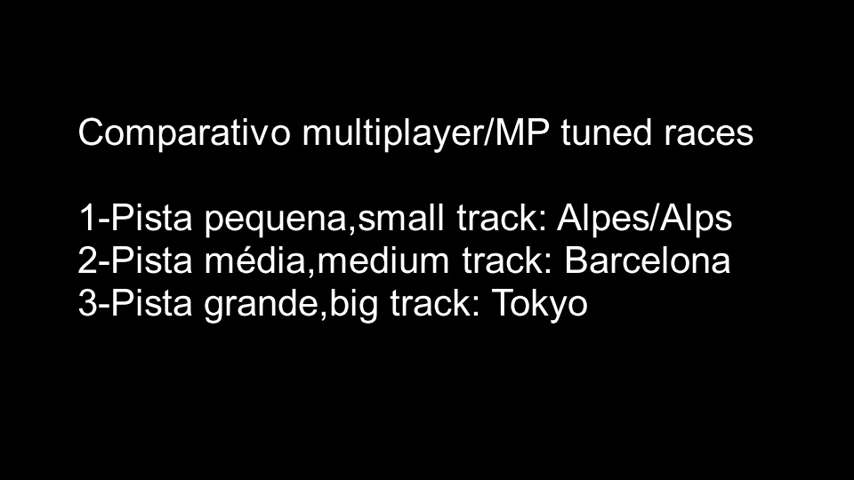 Comparativo multiplayer/MP tuned races
1-Pista pequena,small track: Alpes/Alps
2-Pista média,medium track: Barcelona
3-Pista grande,big track: Tokyo